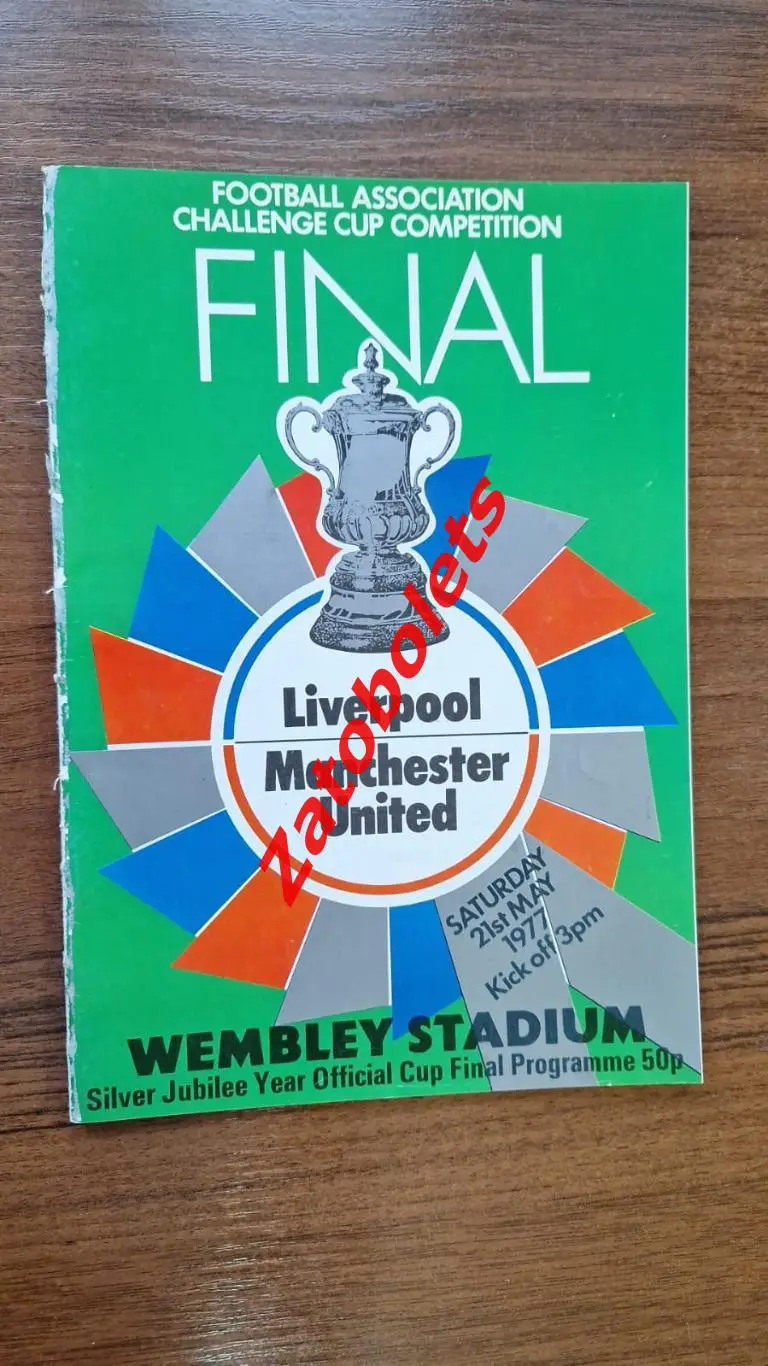 FOOTBALL ASSOCIATION
CHALLENGE CUP COMPETITION
FINAL
Liverpool
Manchester
United
SATURDAY
21st MAY
1977
Kick off 3pm
WEMBLEY STADIUM
Silver Jubilee Year Official Cup Final Programme 50p
Zatobolets